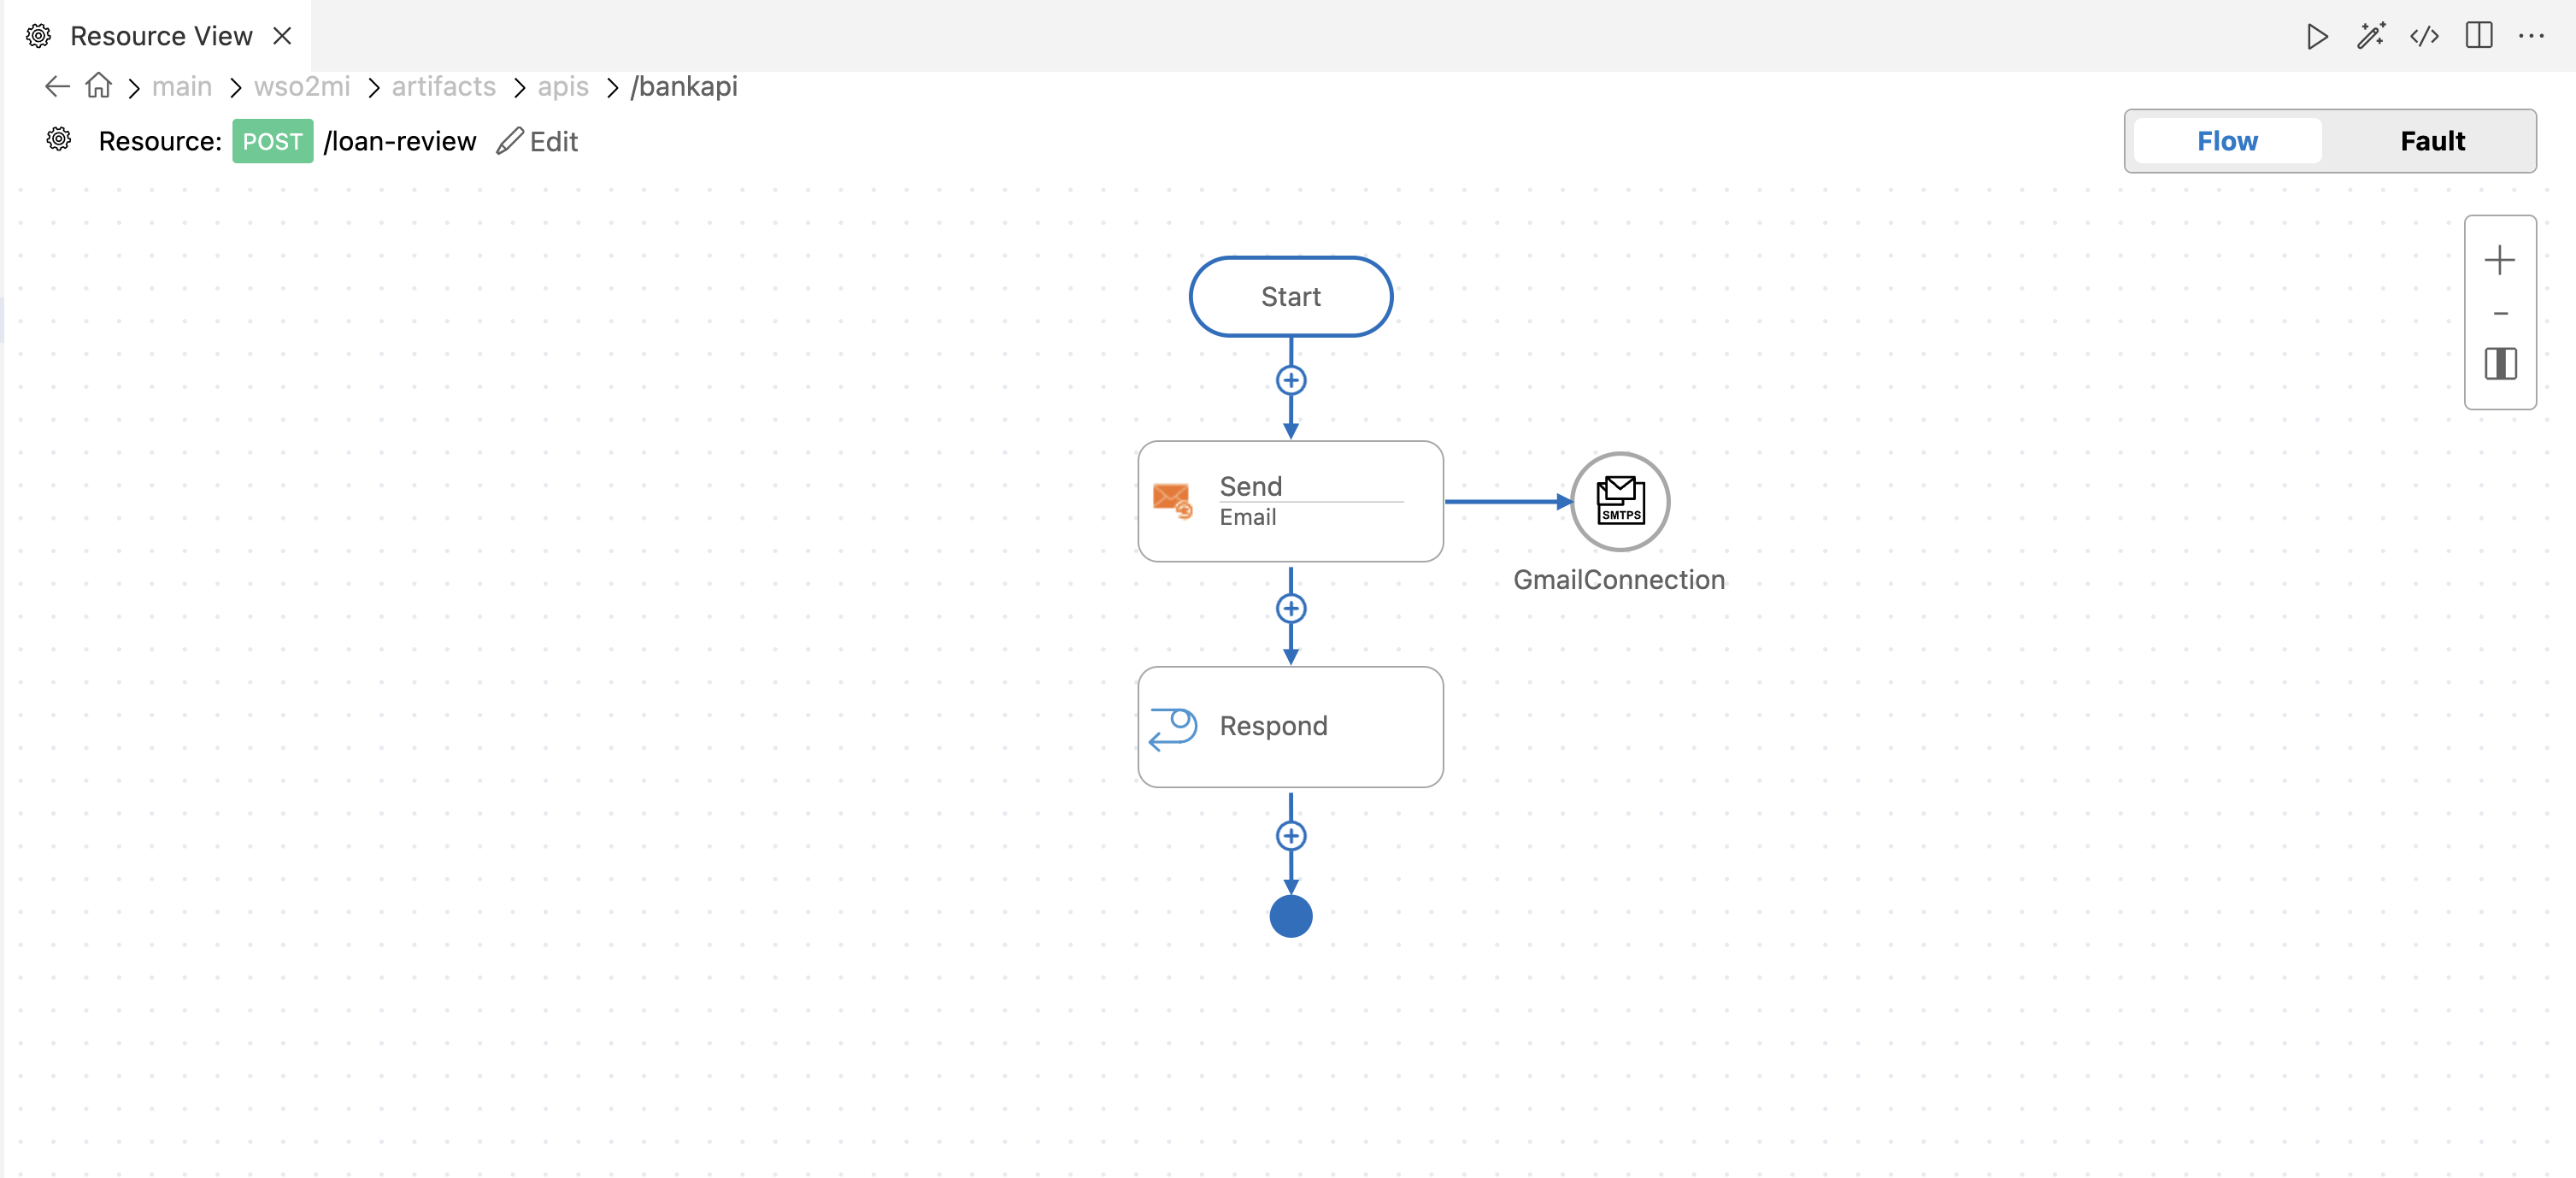 Resource View
main wso2mi artifacts apis /bankapi
Resource: POST /loan-review Edit
Flow Fault
Start
Send
Email
SMTPS
GmailConnection
Respond